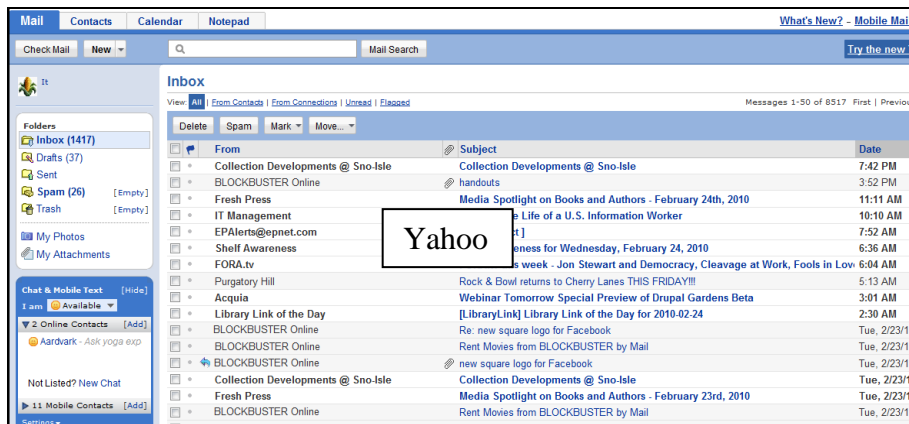 Mail Contacts Calendar Notepad What's New? - Mobile Mai
Check Mail New Mail Search Try the new
It
Inbox
View: All | From Contacts | From Connections | Unread | Flagged Messages 1-50 of 8517 First | Previou
Delete Spam Mark Move...
Folders
Inbox (1417)
Drafts (37)
Sent
Spam (26) [Empty]
Trash [Empty]
My Photos
My Attachments
Chat & Mobile Text [Hide]
I am Available
2 Online Contacts [Add]
Aardvark - Ask yoga exp
Not Listed? New Chat
11 Mobile Contacts [Add]
Settings
From Subject Date
Collection Developments @ Sno-Isle Collection Developments @ Sno-Isle 7:42 PM
BLOCKBUSTER Online handouts 3:52 PM
Fresh Press Media Spotlight on Books and Authors - February 24th, 2010 11:11 AM
IT Management e Life of a U.S. Information Worker 10:10 AM
EPAlerts@epnet.com ct ] 7:52 AM
Shelf Awareness eness for Wednesday, February 24, 2010 6:36 AM
FORA.tv s week - Jon Stewart and Democracy, Cleavage at Work, Fools in Lov 6:04 AM
Yahoo
Purgatory Hill Rock & Bowl returns to Cherry Lanes THIS FRIDAY!!! 5:13 AM
Acquia Webinar Tomorrow Special Preview of Drupal Gardens Beta 3:01 AM
Library Link of the Day [LibraryLink] Library Link of the Day for 2010-02-24 2:30 AM
BLOCKBUSTER Online Re: new square logo for Facebook Tue, 2/23/1
BLOCKBUSTER Online Rent Movies from BLOCKBUSTER by Mail Tue, 2/23/1
BLOCKBUSTER Online new square logo for Facebook Tue, 2/23/1
Collection Developments @ Sno-Isle Collection Developments @ Sno-Isle Tue, 2/23/1
Fresh Press Media Spotlight on Books and Authors - February 23rd, 2010 Tue, 2/23/1
BLOCKBUSTER Online Rent Movies from BLOCKBUSTER by Mail Tue, 2/23/1